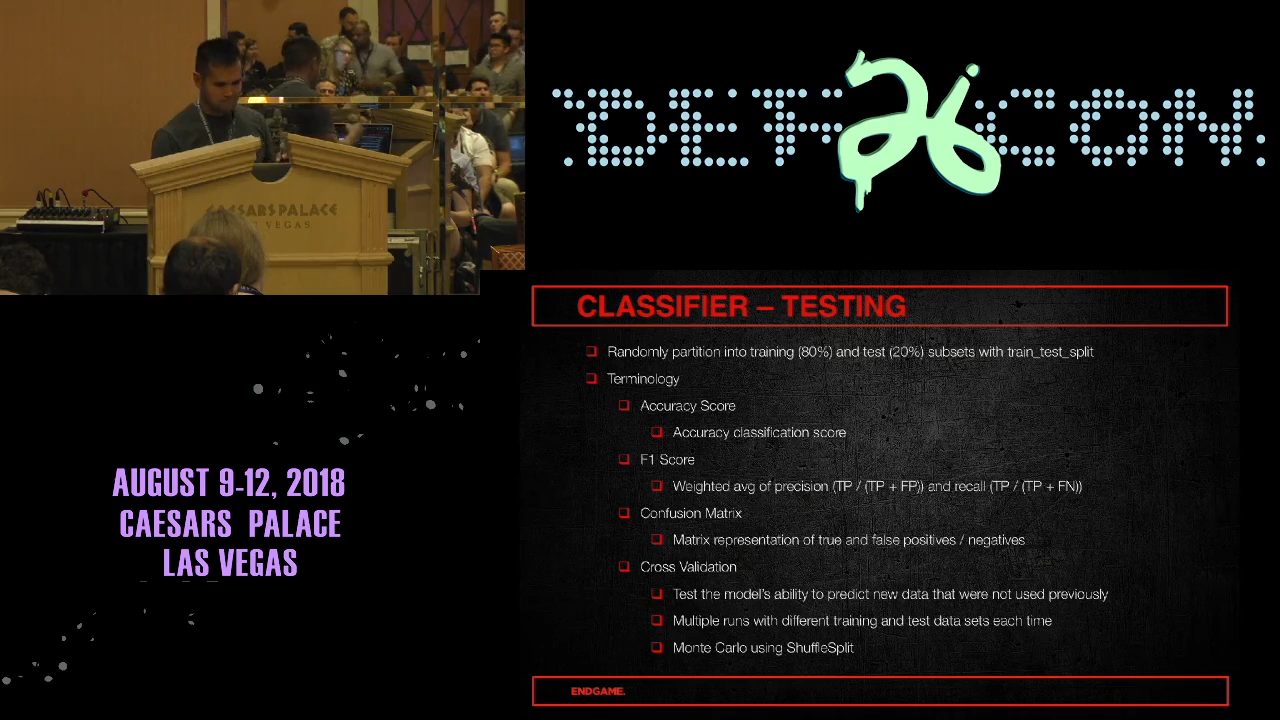 CAESARS PALACE
VEGAS
DEF CON
26
AUGUST 9-12, 2018
CAESARS PALACE
LAS VEGAS
CLASSIFIER – TESTING
❑ Randomly partition into training (80%) and test (20%) subsets with train_test_split
❑ Terminology
❑ Accuracy Score
❑ Accuracy classification score
❑ F1 Score
❑ Weighted avg of precision (TP / (TP + FP)) and recall (TP / (TP + FN))
❑ Confusion Matrix
❑ Matrix representation of true and false positives / negatives
❑ Cross Validation
❑ Test the model's ability to predict new data that were not used previously
❑ Multiple runs with different training and test data sets each time
❑ Monte Carlo using ShuffleSplit
ENDGAME.